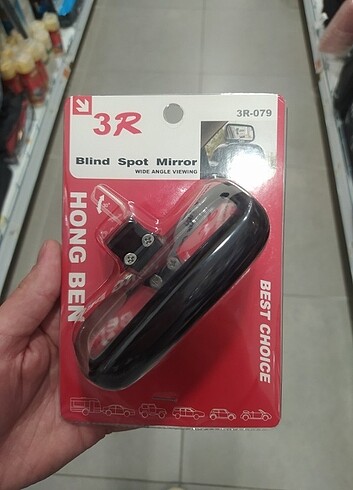 3R
3R-079
Blind Spot Mirror
WIDE ANGLE VIEWING
HONG BEN
BEST CHOICE